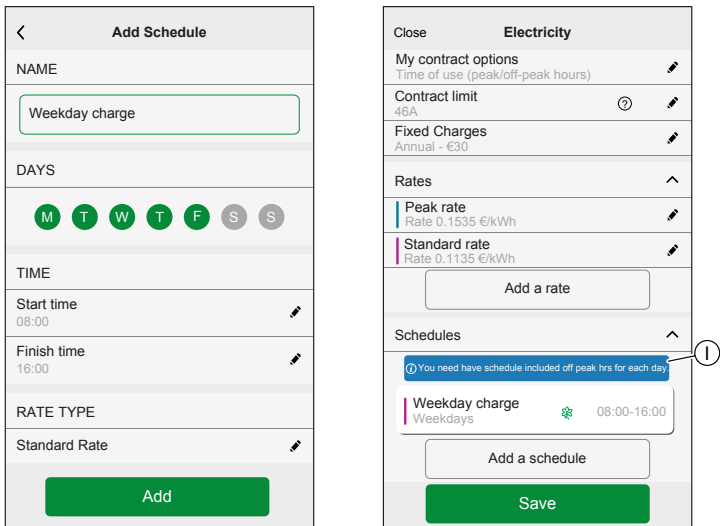 Add Schedule
NAME
Weekday charge
DAYS
M T W T F S S
TIME
Start time
08:00
Finish time
16:00
RATE TYPE
Standard Rate
Add
Close Electricity
My contract options
Time of use (peak/off-peak hours)
Contract limit
46A
?
Fixed Charges
Annual - €30
Rates
Peak rate
Rate 0.1535 €/kWh
Standard rate
Rate 0.1135 €/kWh
Add a rate
Schedules
i You need have schedule included off peak hrs for each day.
I
Weekday charge
Weekdays
08:00-16:00
Add a schedule
Save